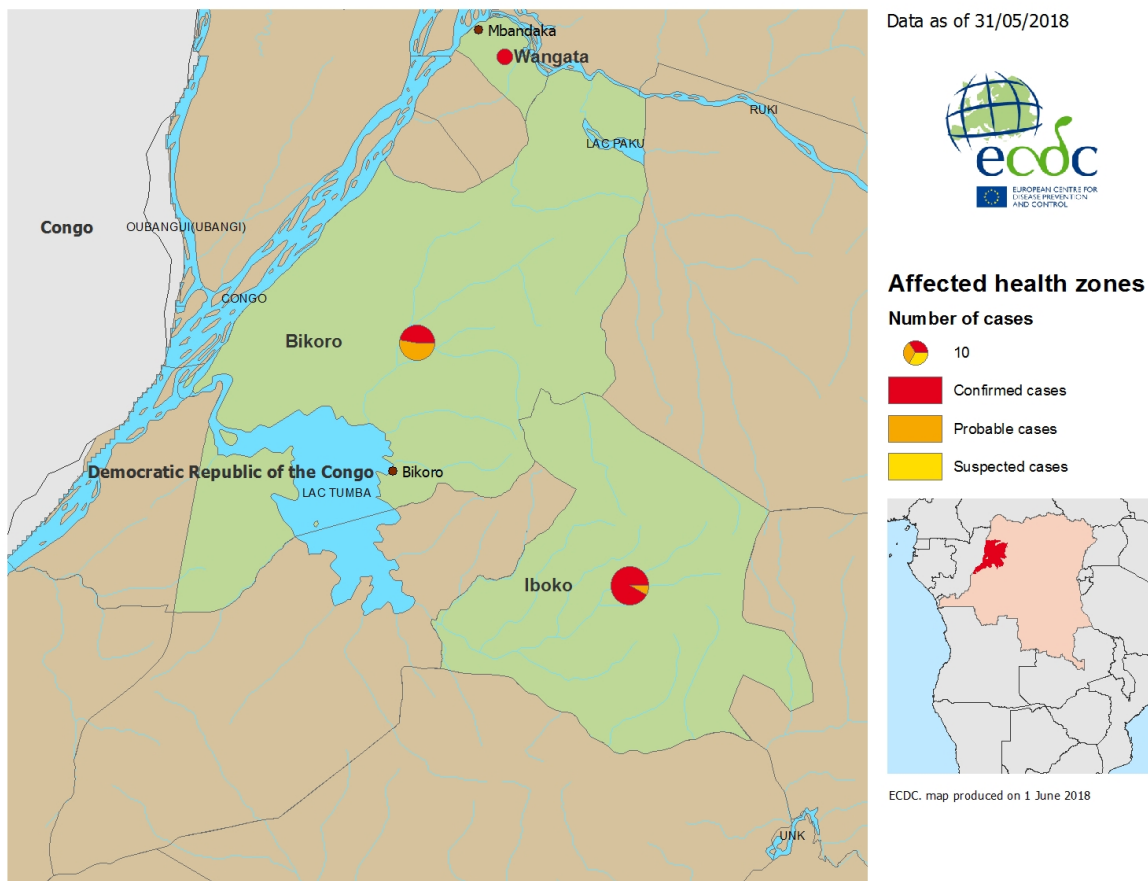 Data as of 31/05/2018
Mbandaka
Wangata
RUKI
LAC PAKU
ecdc
EUROPEAN CENTRE FOR
DISEASE PREVENTION
AND CONTROL
Congo
OUBANGUI(UBANGI)
CONGO
Bikoro
Affected health zones
Number of cases
10
Confirmed cases
Probable cases
Suspected cases
Democratic Republic of the Congo
Bikoro
LAC TUMBA
Iboko
UNK
ECDC. map produced on 1 June 2018